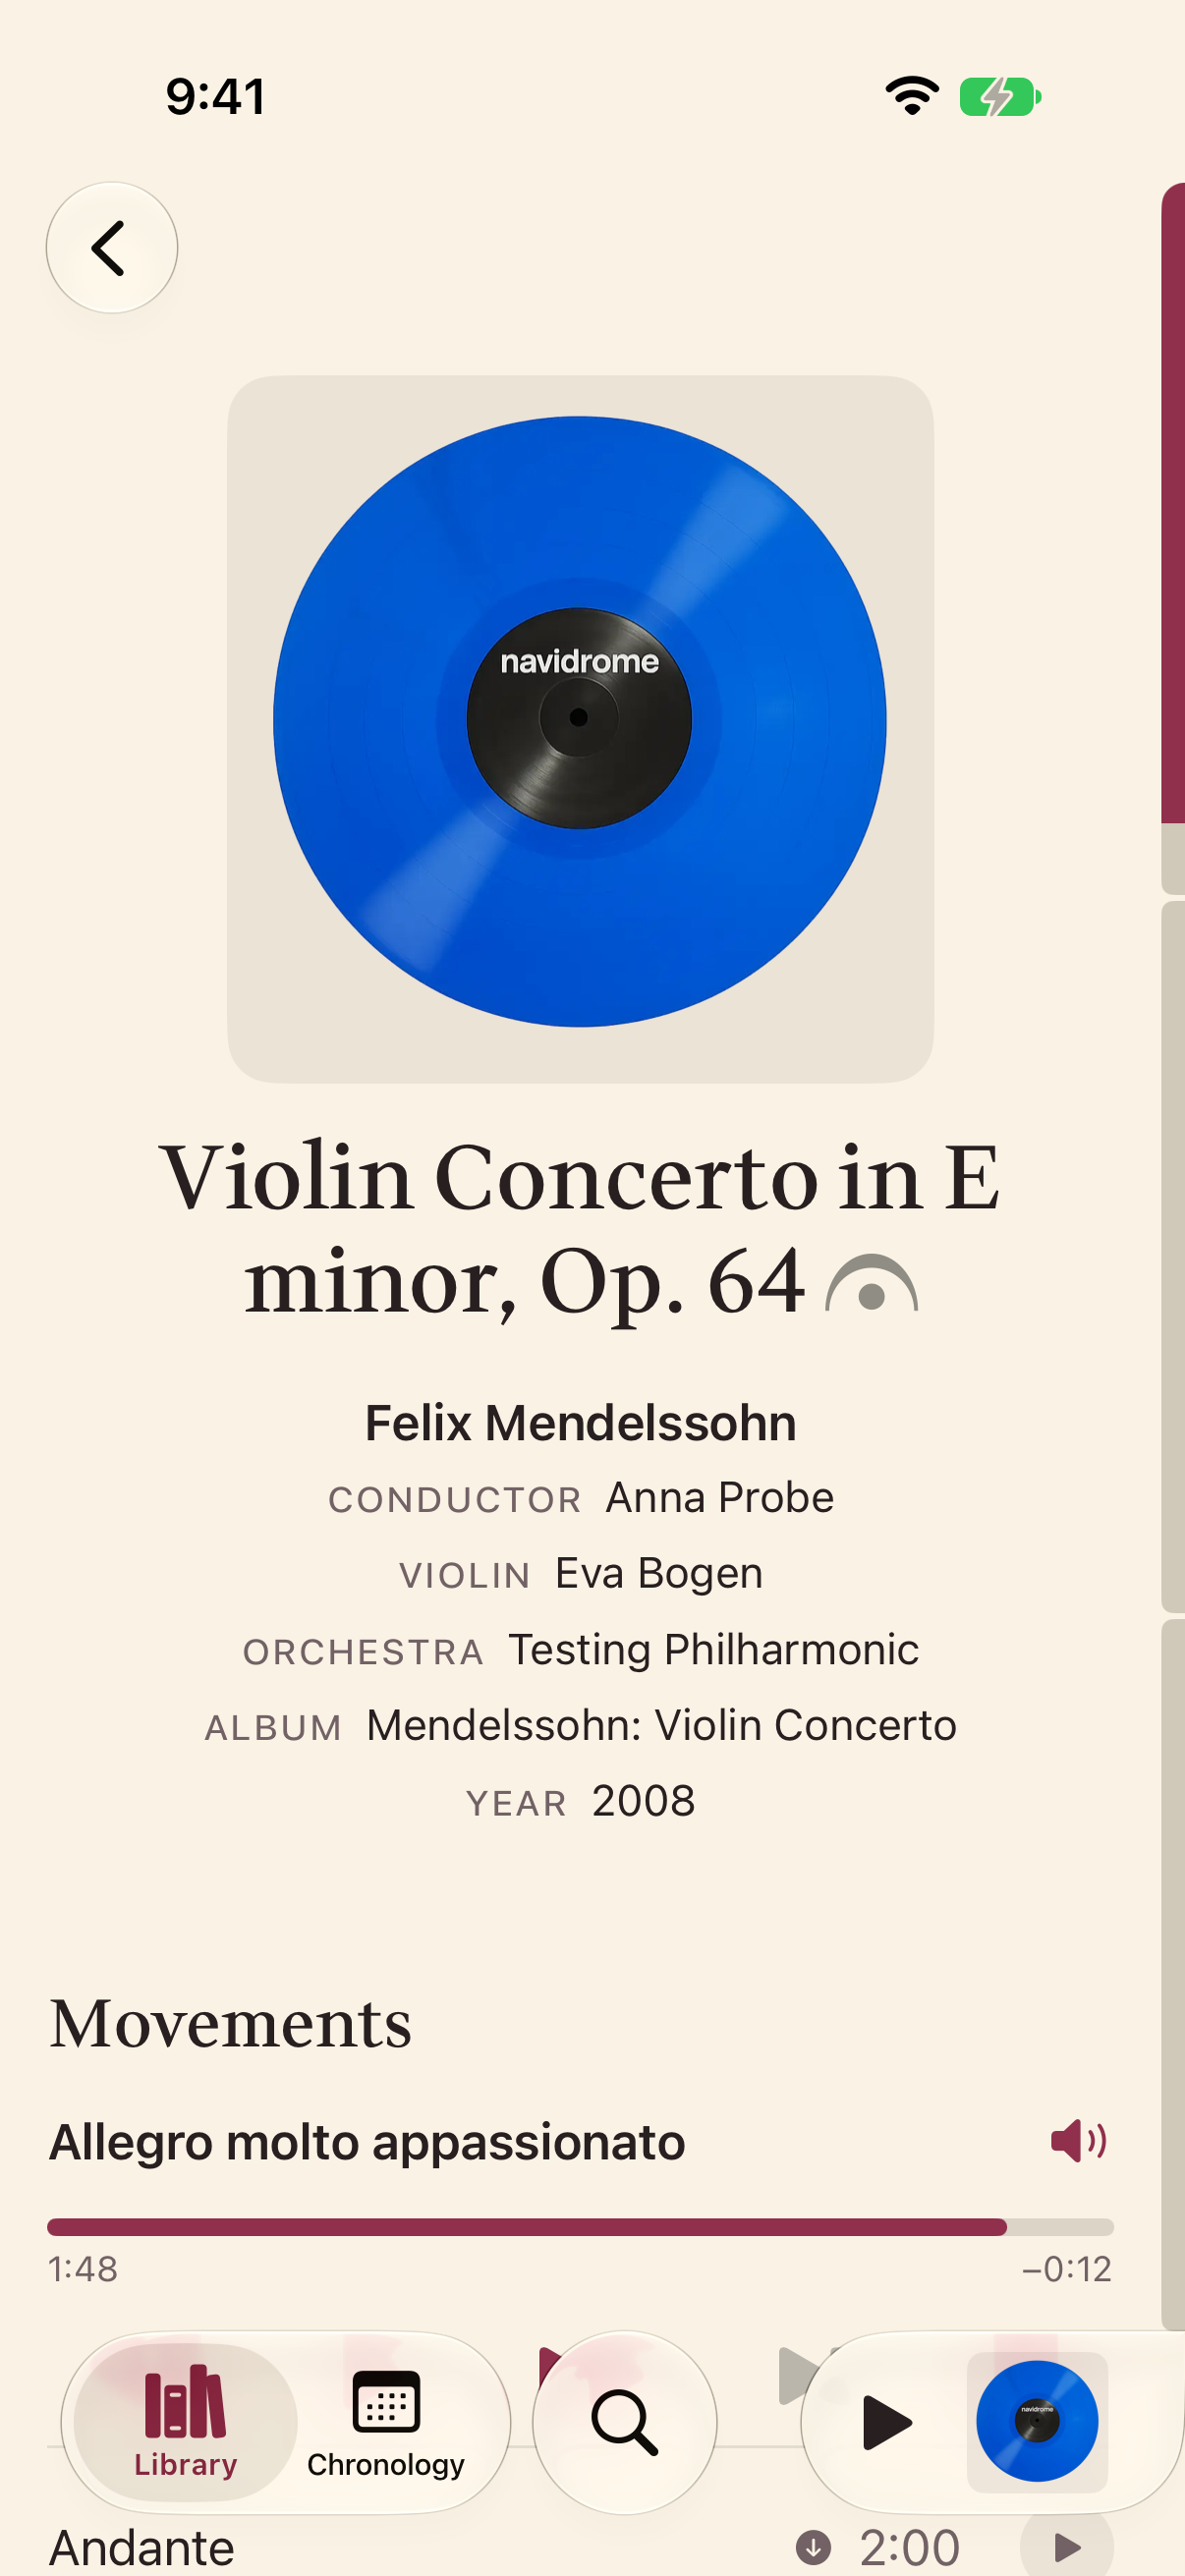 9:41
navidrome
Violin Concerto in E
minor, Op. 64
Felix Mendelssohn
CONDUCTOR Anna Probe
VIOLIN Eva Bogen
ORCHESTRA Testing Philharmonic
ALBUM Mendelssohn: Violin Concerto
YEAR 2008
Movements
Allegro molto appassionato
1:48 –0:12
navidrome
Library Chronology
Andante 2:00